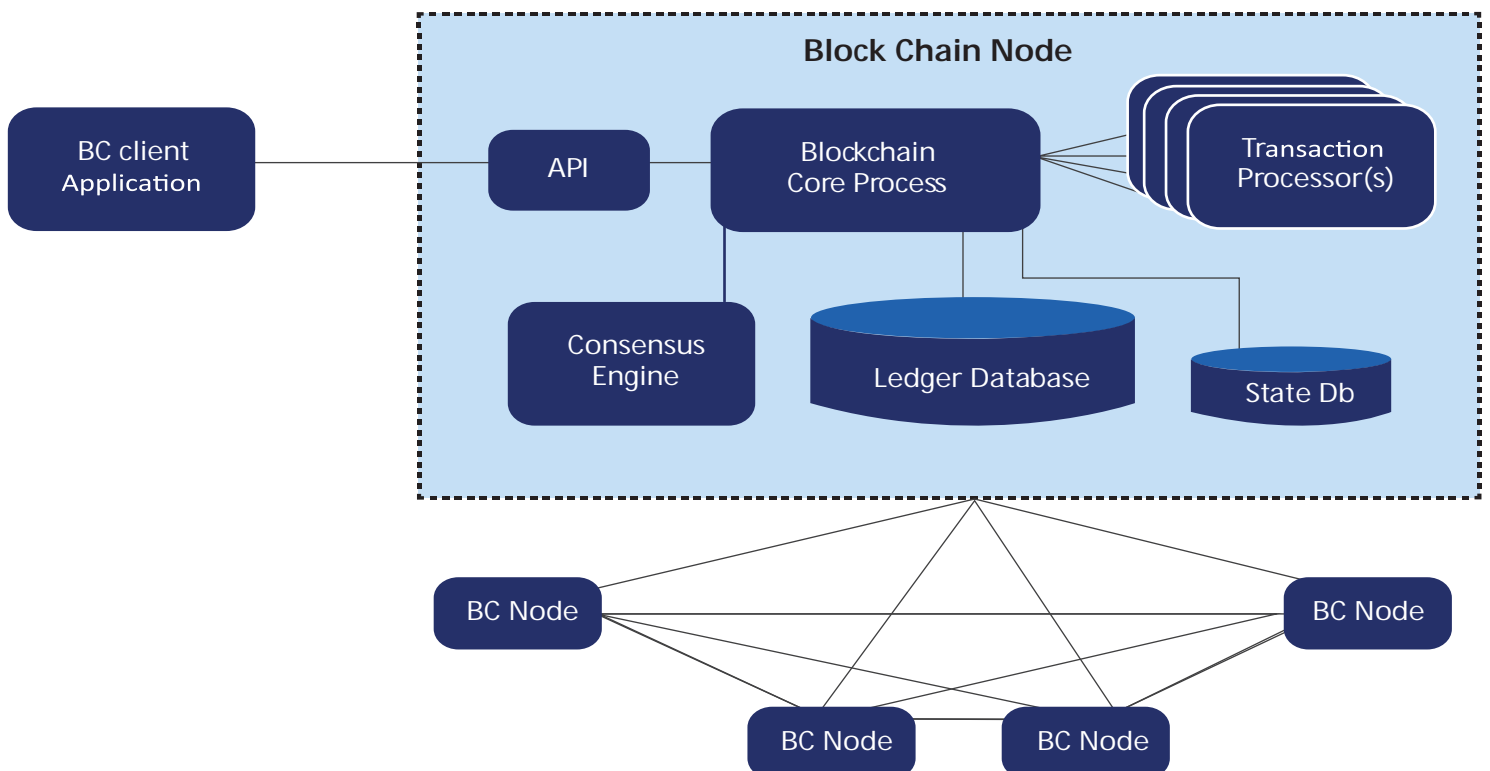 Block Chain Node
BC client
Application
API
Blockchain
Core Process
Transaction
Processor(s)
Consensus
Engine
Ledger Database
State Db
BC Node
BC Node
BC Node
BC Node